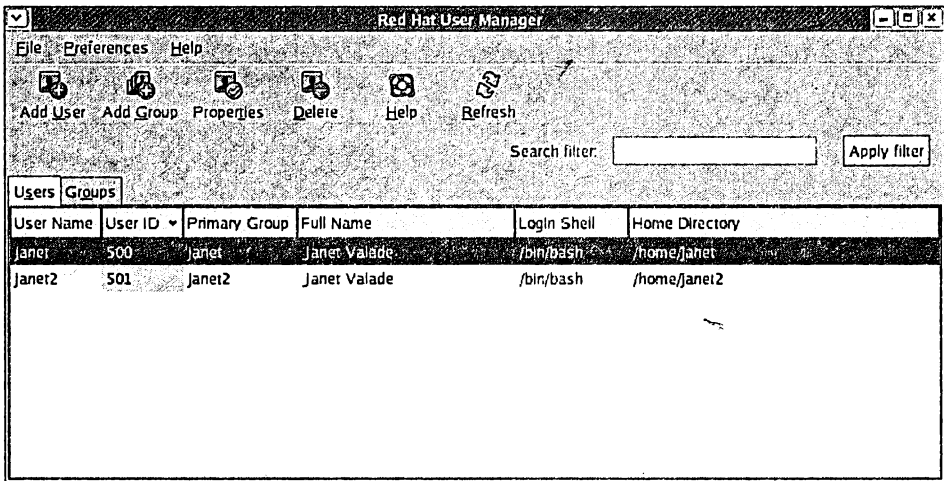 Red Hat User Manager
File Preferences Help
Add User Add Group Properties Delete Help Refresh
Search filter: Apply filter
Users Groups
User Name User ID Primary Group Full Name Login Shell Home Directory
Janet 500 Janet Janet Valade /bin/bash /home/Janet
Janet2 501 Janet2 Janet Valade /bin/bash /home/Janet2